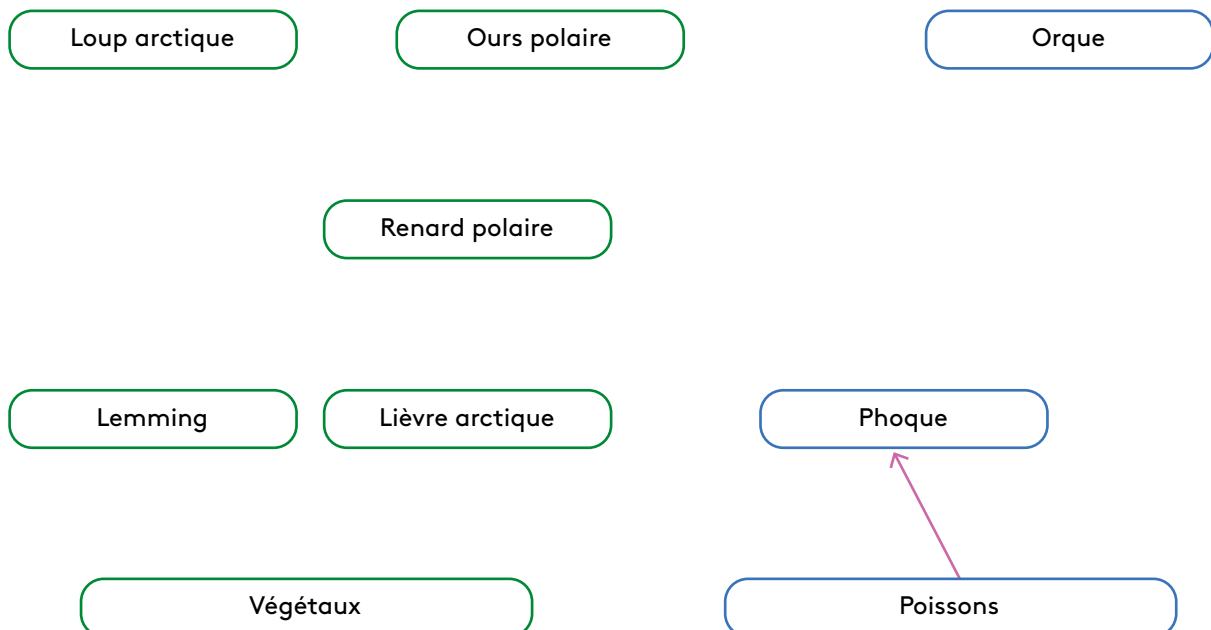 Loup arctique
Ours polaire
Orque
Renard polaire
Lemming
Lièvre arctique
Phoque
Végétaux
Poissons